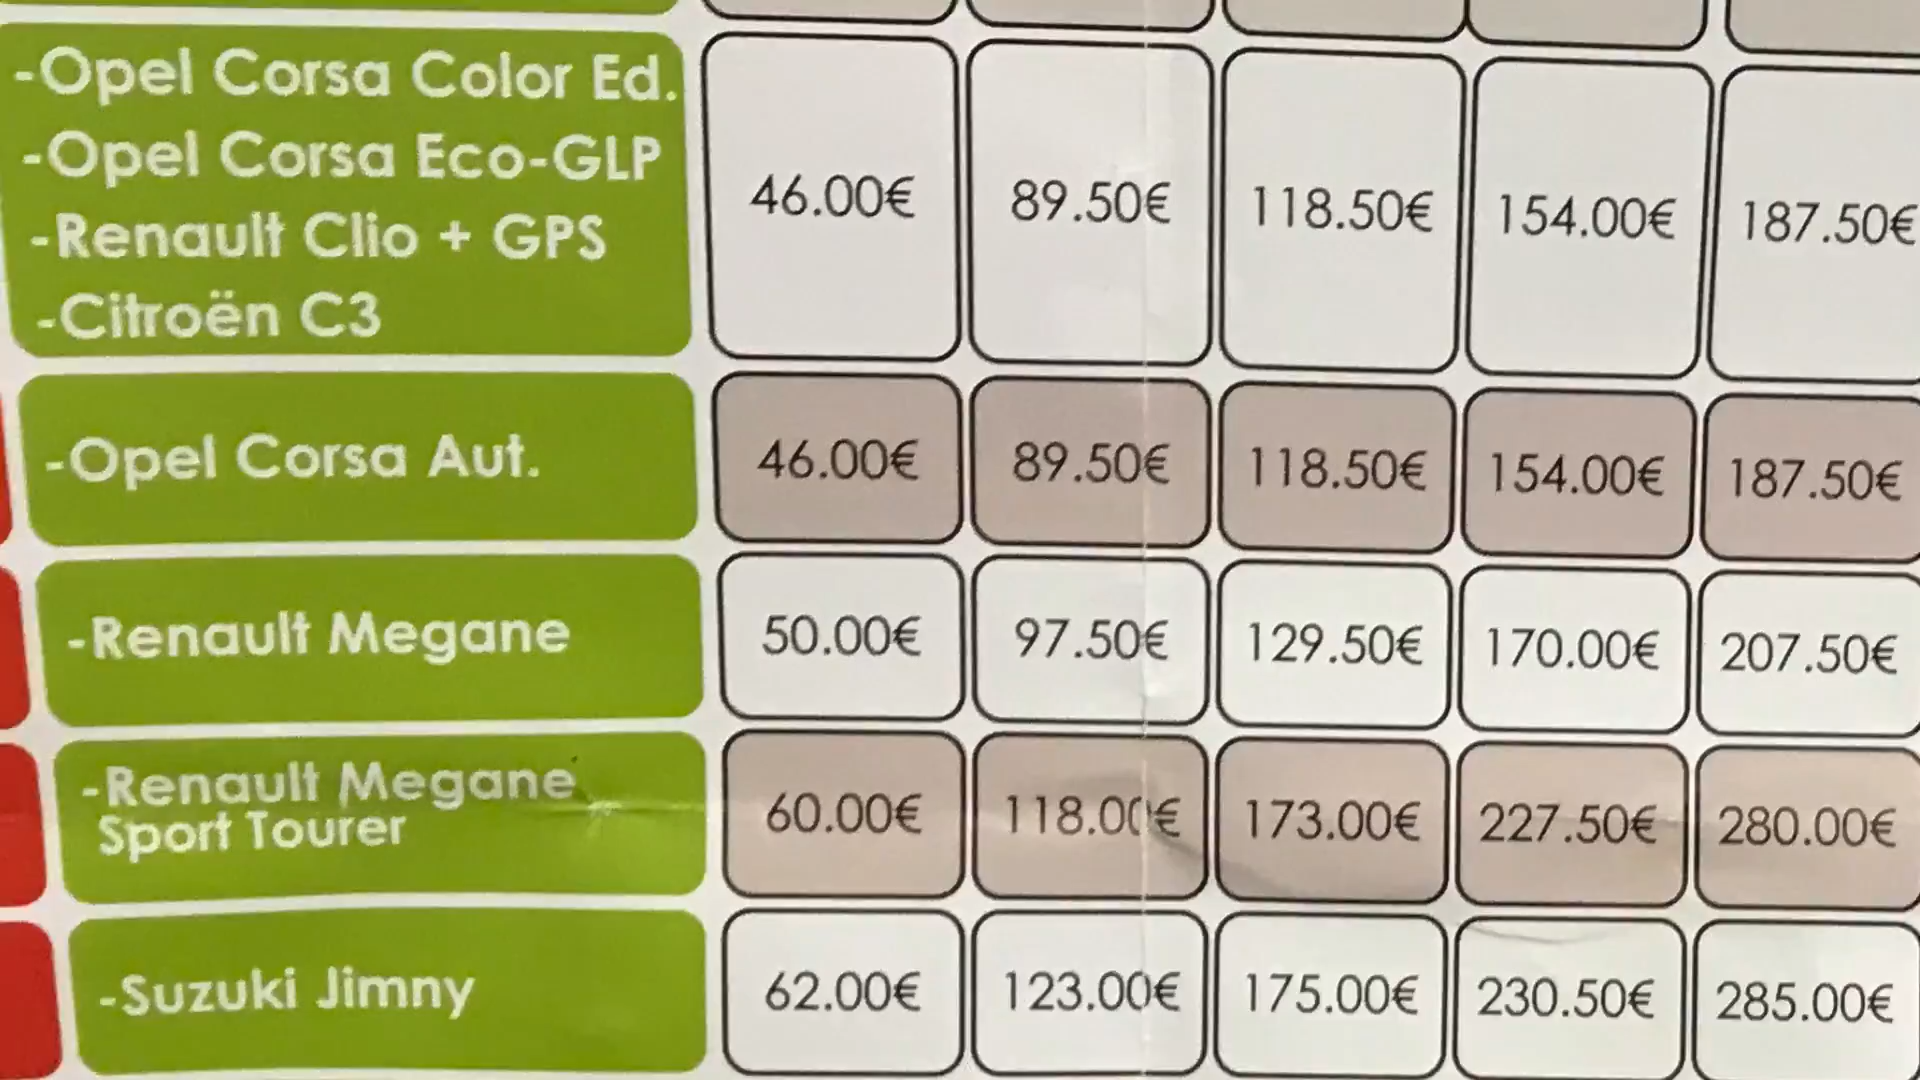 -Opel Corsa Color Ed.
-Opel Corsa Eco-GLP
-Renault Clio + GPS
-Citroën C3
46.00€ 89.50€ 118.50€ 154.00€ 187.50€
-Opel Corsa Aut. 46.00€ 89.50€ 118.50€ 154.00€ 187.50€
-Renault Megane 50.00€ 97.50€ 129.50€ 170.00€ 207.50€
-Renault Megane
Sport Tourer
60.00€ 118.00€ 173.00€ 227.50€ 280.00€
-Suzuki Jimny 62.00€ 123.00€ 175.00€ 230.50€ 285.00€